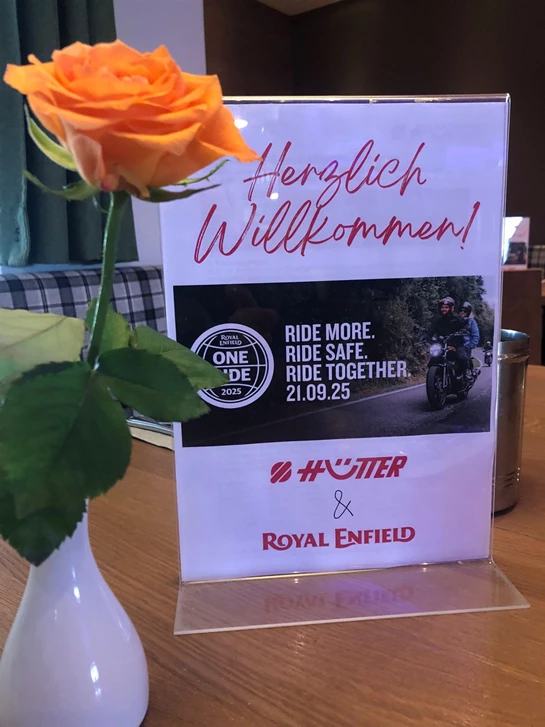 Herzlich
Willkommen!
ROYAL ENFIELD
ONE
RIDE
2025
RIDE MORE.
RIDE SAFE.
RIDE TOGETHER.
21.09.25
HÜTTER
&
ROYAL ENFIELD